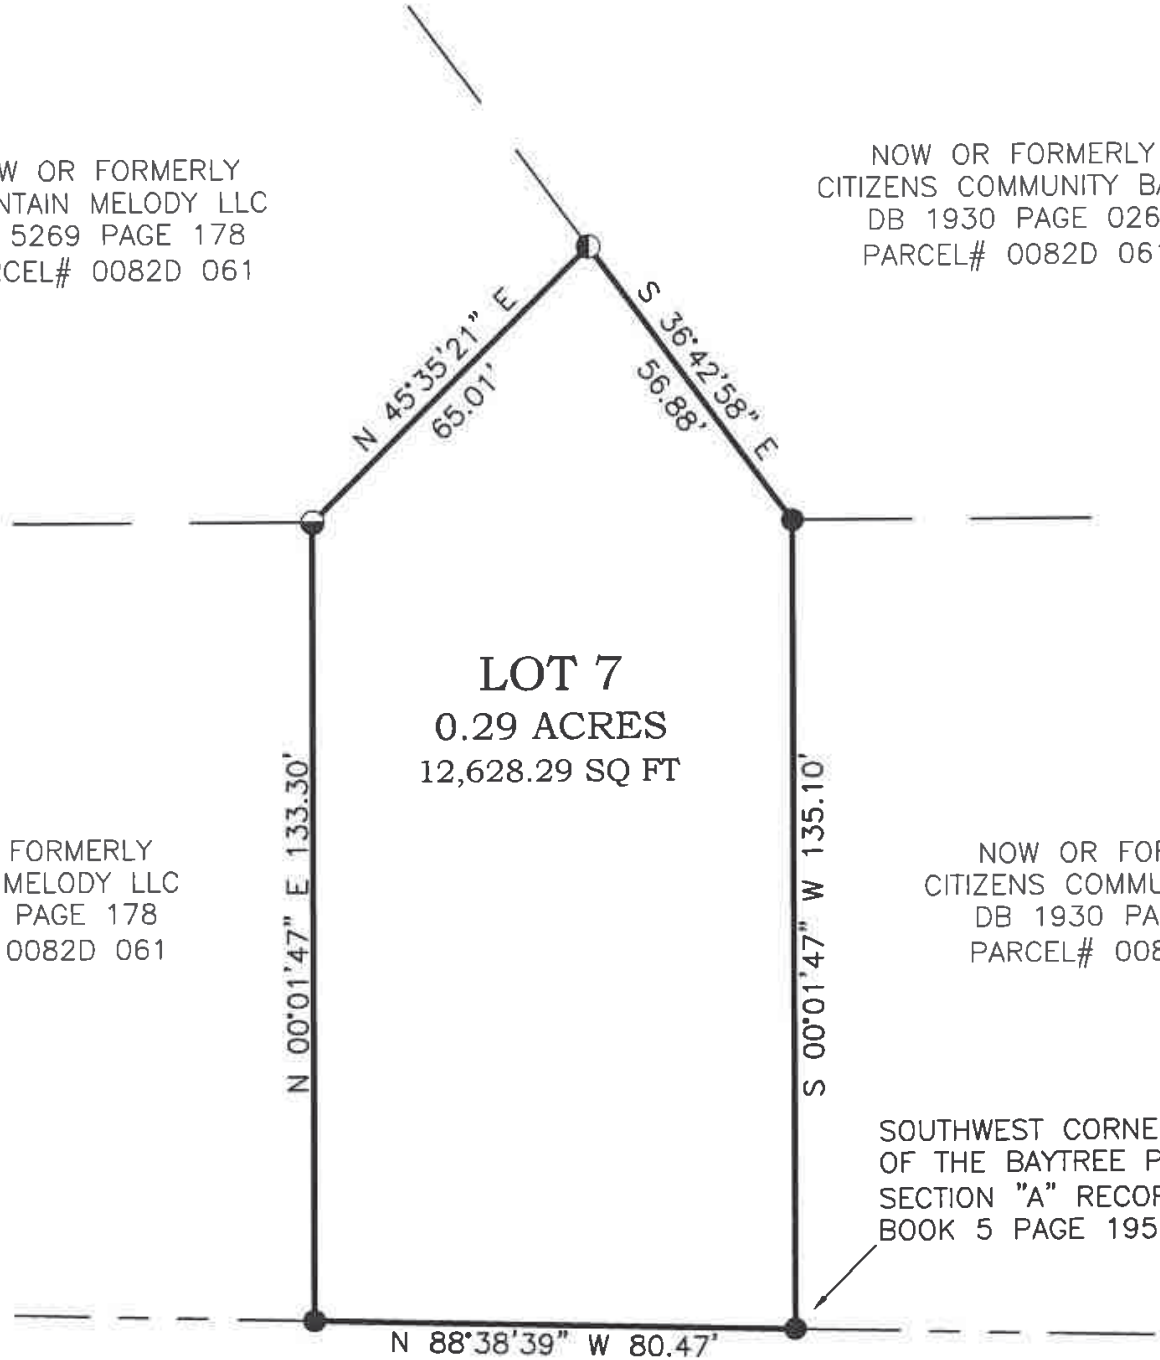 W OR FORMERLY
NTAIN MELODY LLC
5269 PAGE 178
CEL# 0082D 061
NOW OR FORMERLY
CITIZENS COMMUNITY BA
DB 1930 PAGE 026
PARCEL# 0082D 061
N 45°35'21" E
65.01'
S 36°42'58" E
56.88'
LOT 7
0.29 ACRES
12,628.29 SQ FT
N 00°01'47" E 133.30'
S 00°01'47" W 135.10'
FORMERLY
MELODY LLC
PAGE 178
0082D 061
NOW OR FOR
CITIZENS COMMU
DB 1930 PA
PARCEL# 008
SOUTHWEST CORNE
OF THE BAYTREE P
SECTION "A" RECOR
BOOK 5 PAGE 195
N 88°38'39" W 80.47'